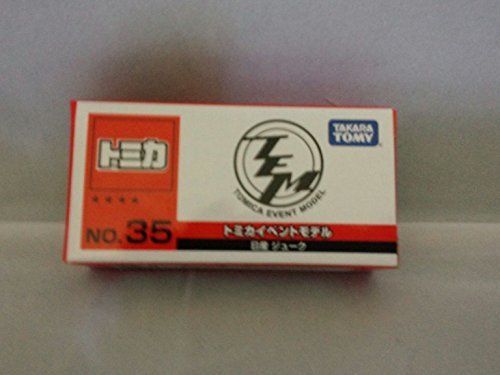 トミカ
NO. 35
TEM
TOMICA EVENT MODEL
TAKARA
TOMY
トミカイベントモデル
日産 ジューク